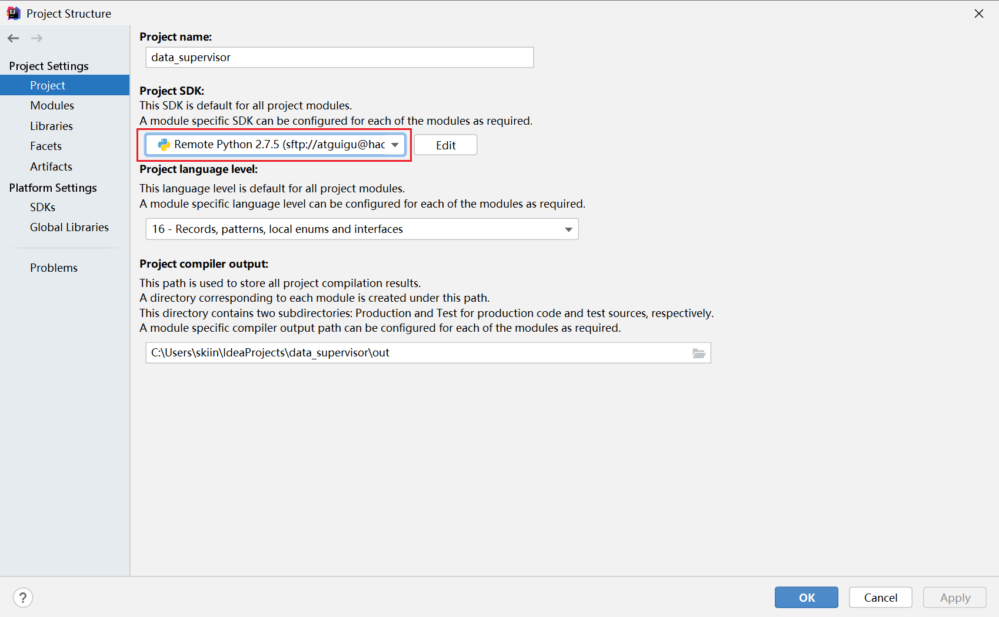 Project Structure
Project Settings
Project
Modules
Libraries
Facets
Artifacts
Platform Settings
SDKs
Global Libraries
Problems
Project name:
data_supervisor
Project SDK:
This SDK is default for all project modules.
A module specific SDK can be configured for each of the modules as required.
Remote Python 2.7.5 (sftp://atguigu@hac
Edit
Project language level:
This language level is default for all project modules.
A module specific language level can be configured for each of the modules as required.
16 - Records, patterns, local enums and interfaces
Project compiler output:
This path is used to store all project compilation results.
A directory corresponding to each module is created under this path.
This directory contains two subdirectories: Production and Test for production code and test sources, respectively.
A module specific compiler output path can be configured for each of the modules as required.
C:\Users\skiin\IdeaProjects\data_supervisor\out
?
OK
Cancel
Apply